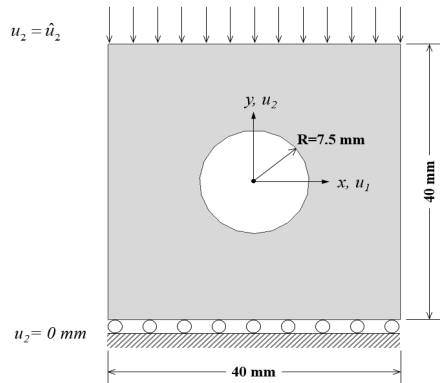 u₂ = û₂
y, u₂
R=7.5 mm
x, u₁
40 mm
u₂= 0 mm
40 mm